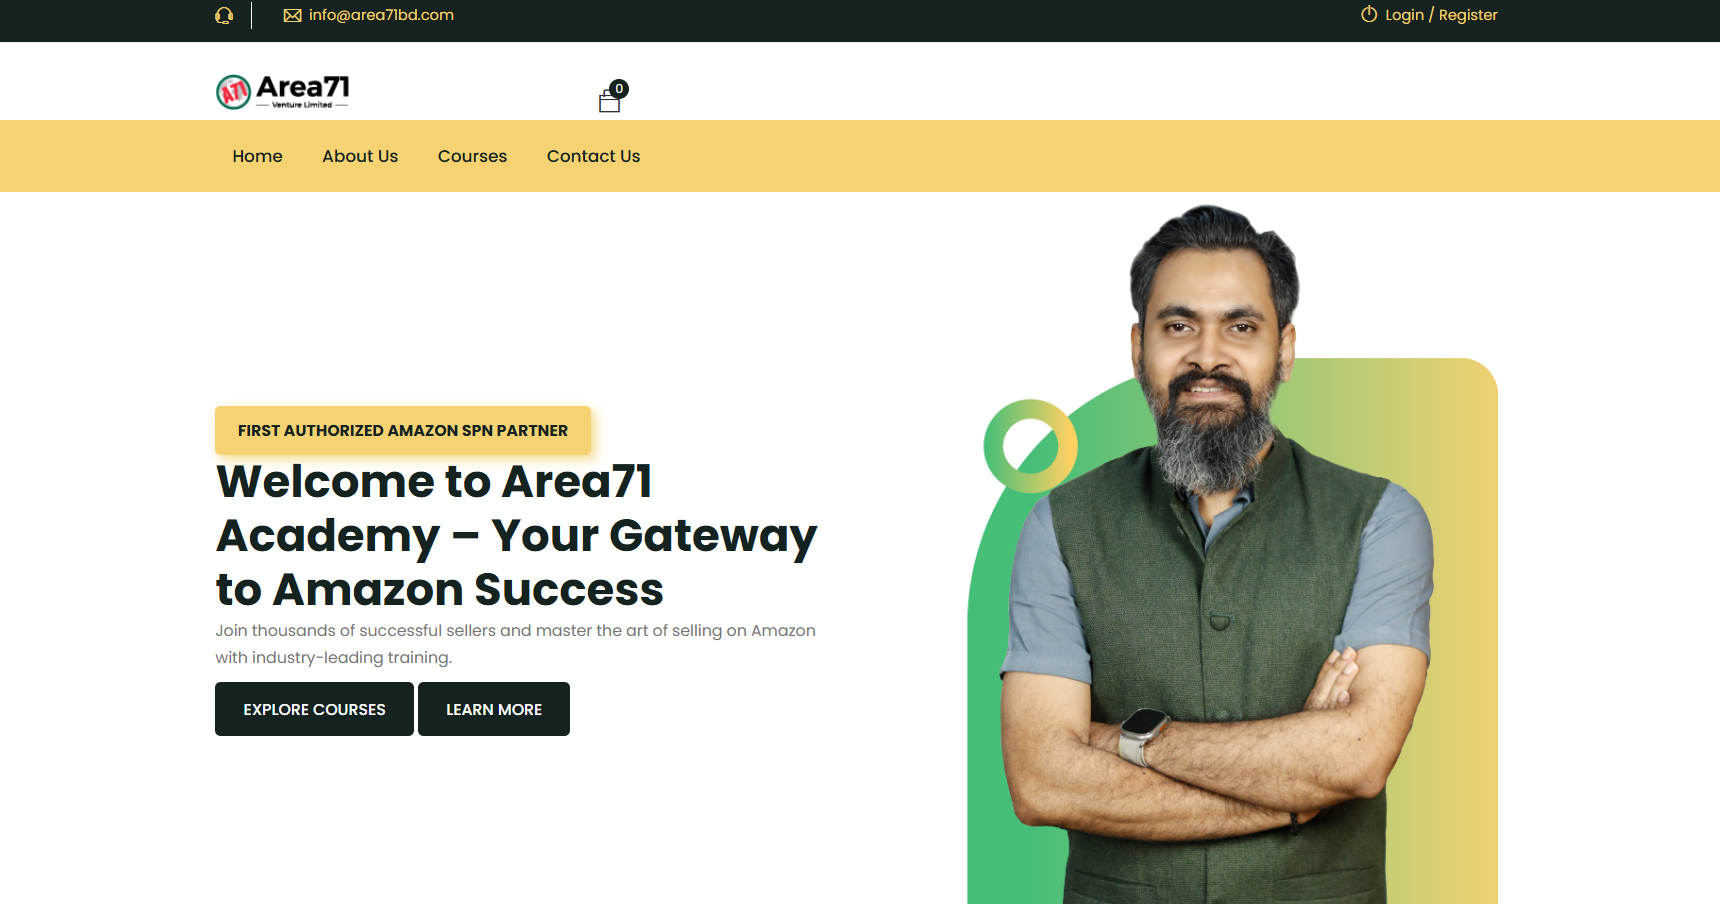 info@area71bd.com
Login / Register
A71
Area71
Venture Limited
0
Home
About Us
Courses
Contact Us
FIRST AUTHORIZED AMAZON SPN PARTNER
Welcome to Area71
Academy – Your Gateway
to Amazon Success
Join thousands of successful sellers and master the art of selling on Amazon
with industry-leading training.
EXPLORE COURSES
LEARN MORE